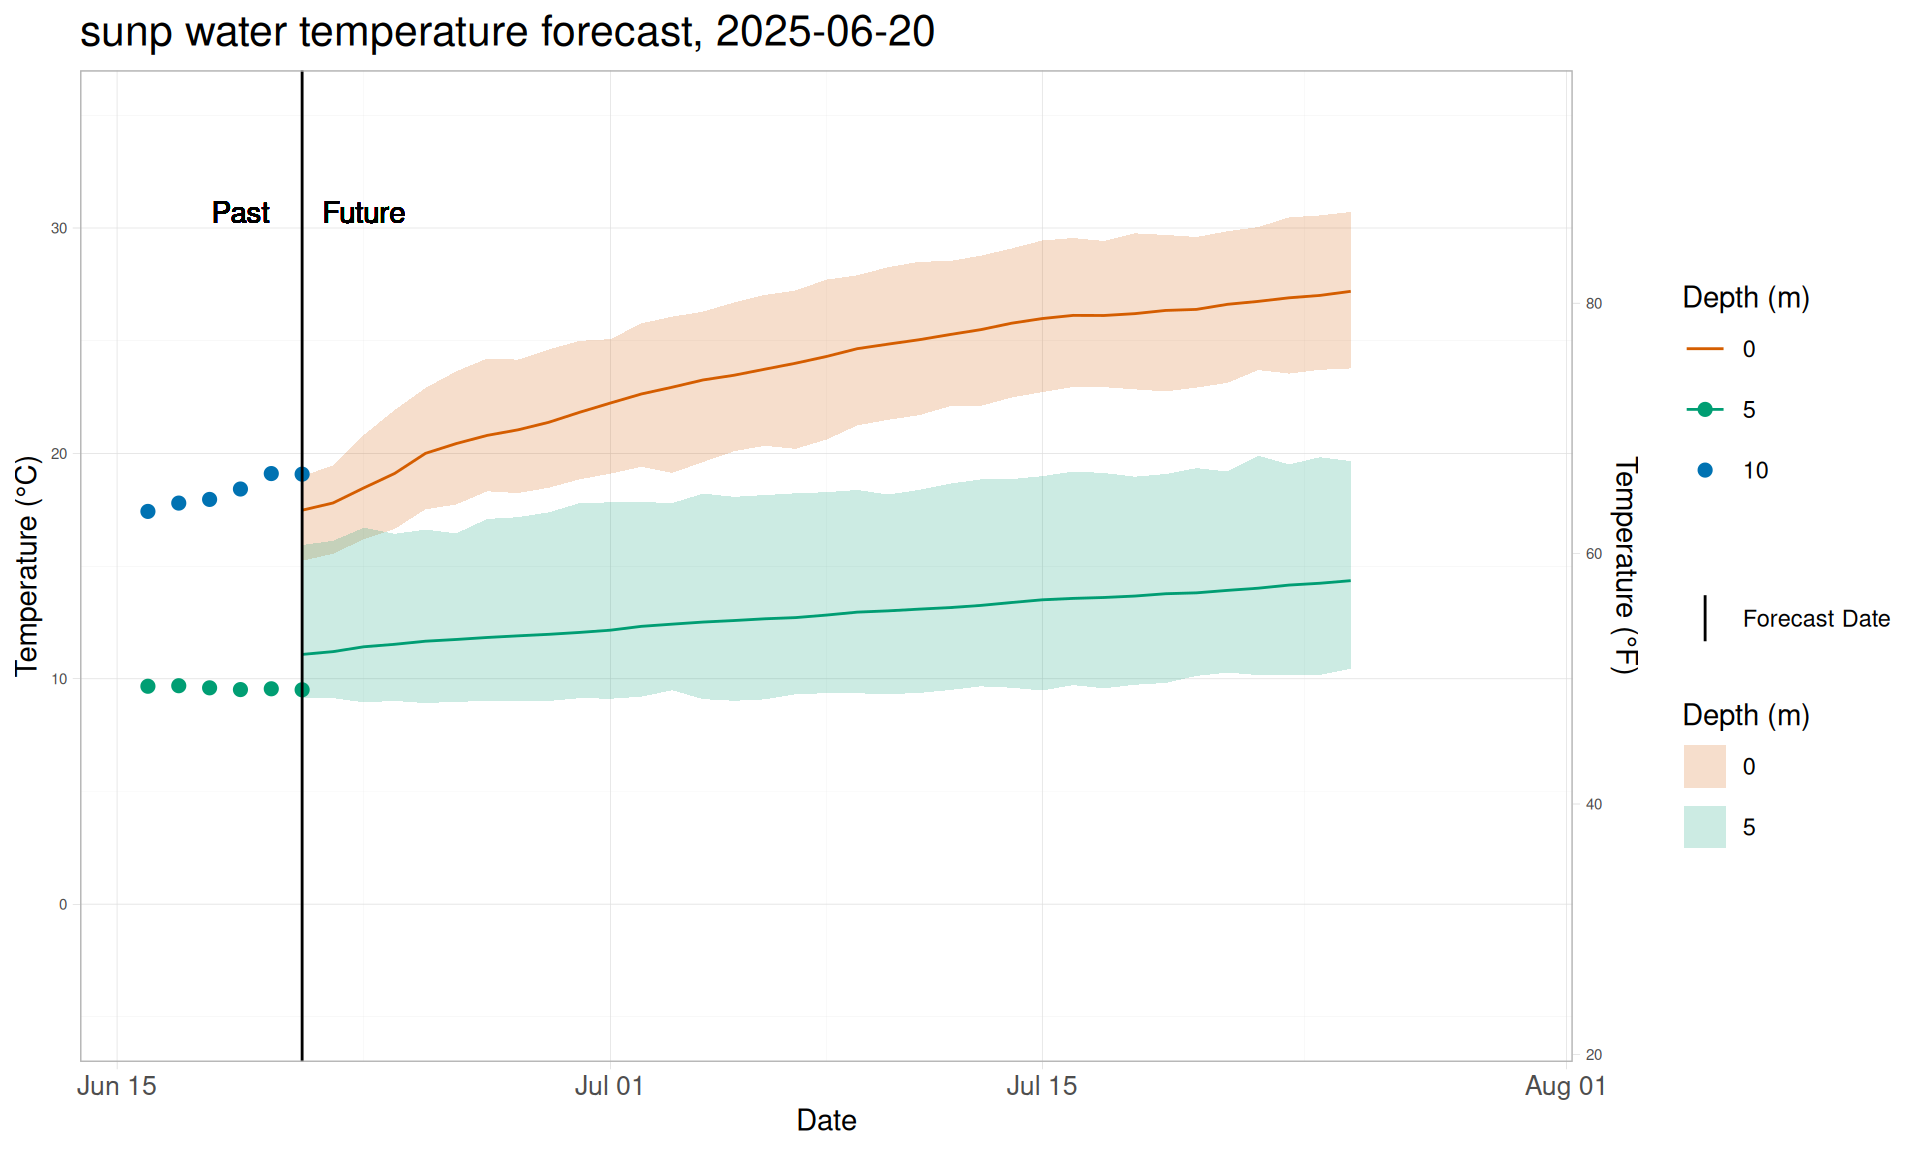 sunp water temperature forecast, 2025-06-20
Past
Future
30
20
10
0
Temperature (°C)
80
60
40
20
Temperature (°F)
Jun 15
Jul 01
Jul 15
Aug 01
Date
Depth (m)
0
5
10
Forecast Date
Depth (m)
0
5